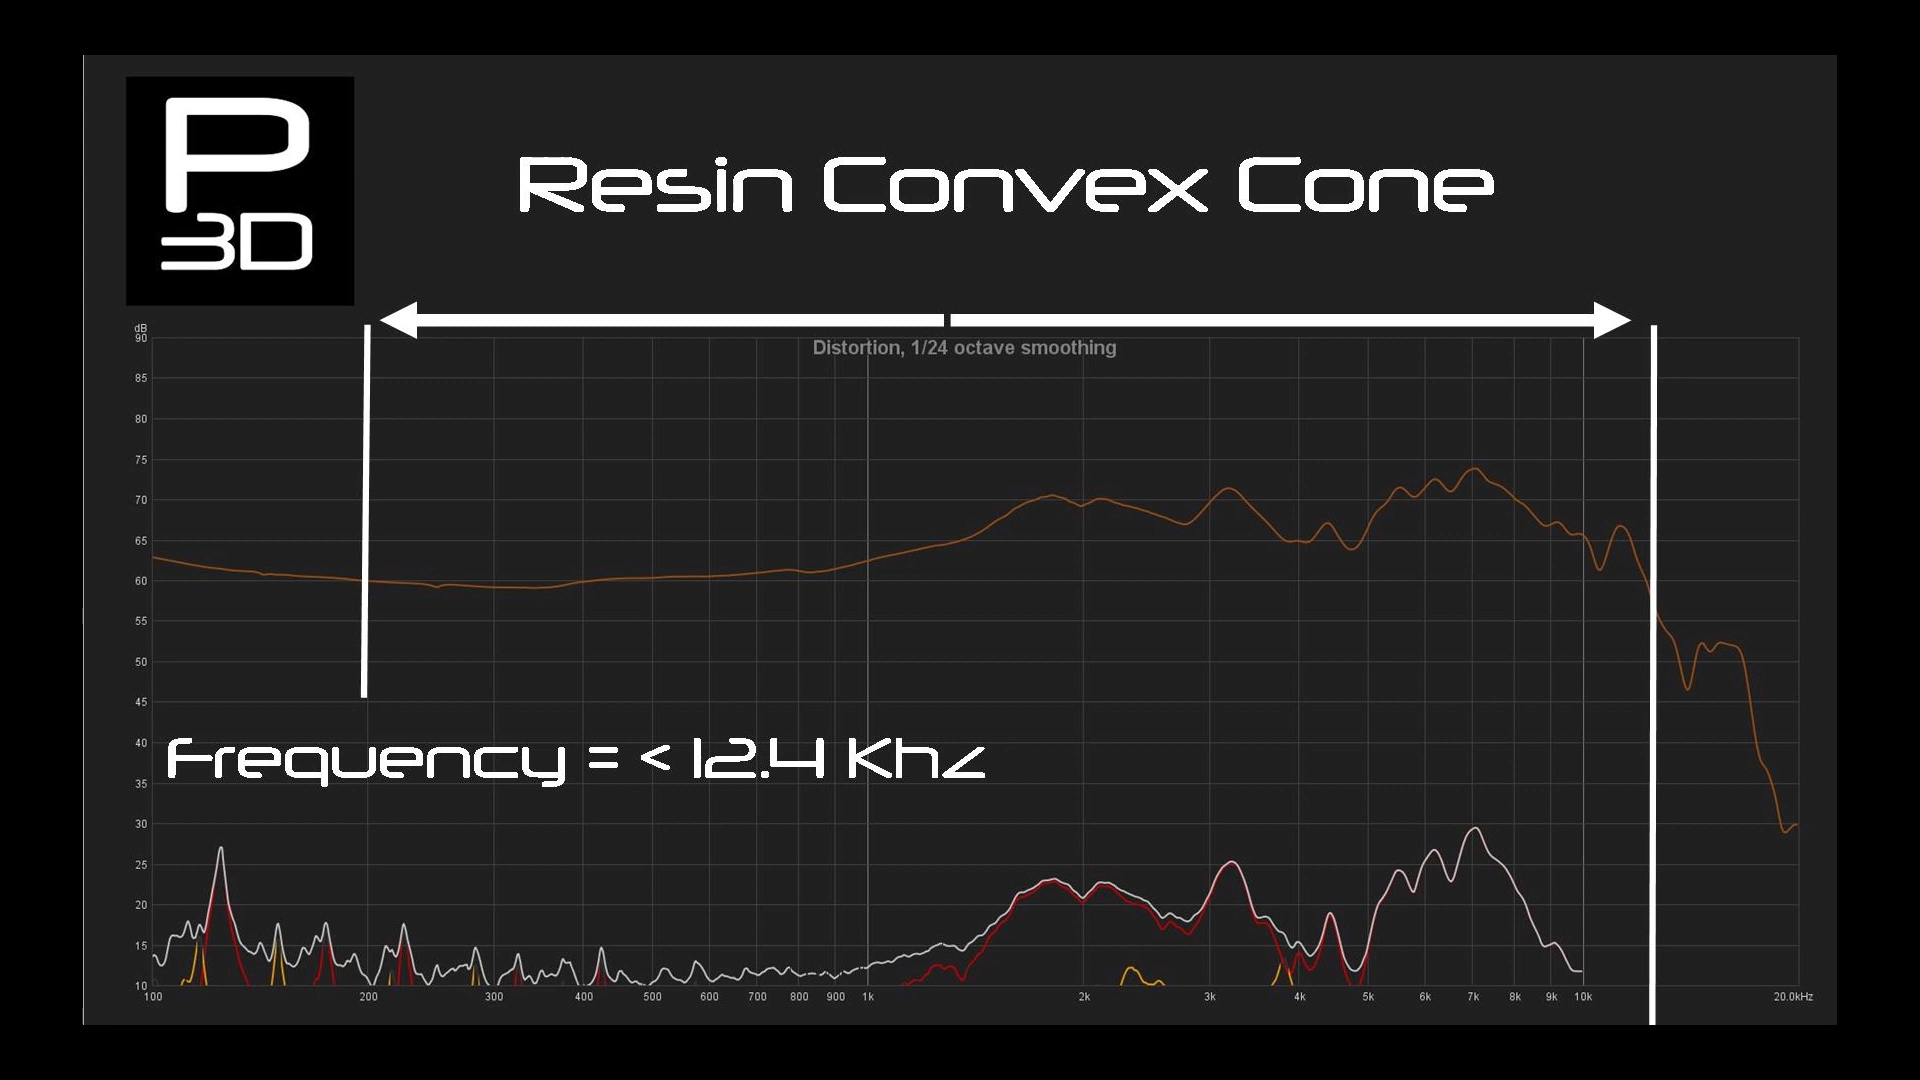 P
3D
Resin Convex Cone
dB
Distortion, 1/24 octave smoothing
90
85
80
75
70
65
60
55
50
45
40
Frequency = < 12.4 Khz
35
30
25
20
15
10
100 200 300 400 500 600 700 800 900 1k 2k 3k 4k 5k 6k 7k 8k 9k 10k 20.0kHz